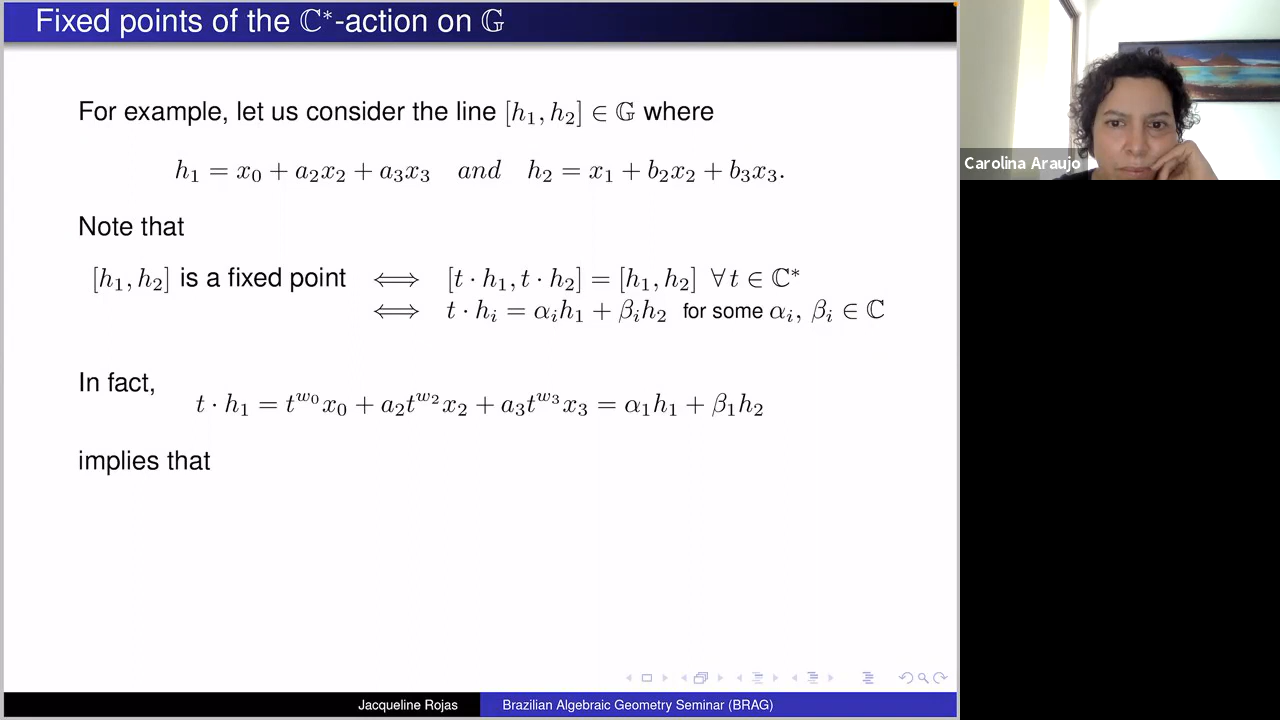 Fixed points of the ℂ*-action on 𝔾
For example, let us consider the line [h₁, h₂] ∈ 𝔾 where
h₁ = x₀ + a₂x₂ + a₃x₃ and h₂ = x₁ + b₂x₂ + b₃x₃.
Note that
[h₁, h₂] is a fixed point ⟺ [t · h₁, t · h₂] = [h₁, h₂] ∀ t ∈ ℂ*
⟺ t · hᵢ = αᵢh₁ + βᵢh₂ for some αᵢ, βᵢ ∈ ℂ
In fact,
t · h₁ = t^{w₀}x₀ + a₂t^{w₂}x₂ + a₃t^{w₃}x₃ = α₁h₁ + β₁h₂
implies that
Jacqueline Rojas
Brazilian Algebraic Geometry Seminar (BRAG)
Carolina Araujo